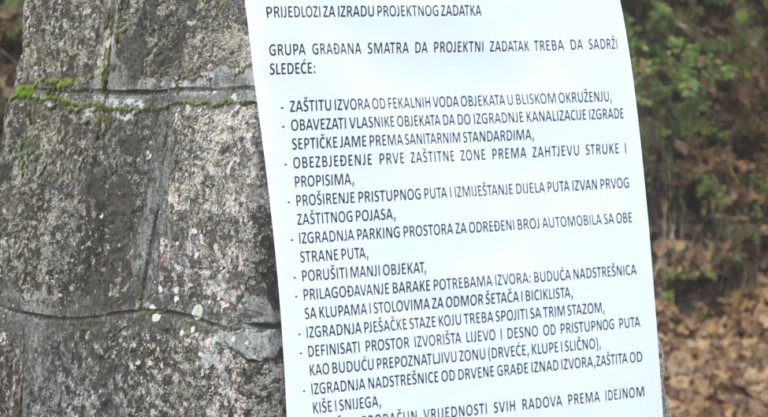 PRIJEDLOZI ZA IZRADU PROJEKTNOG ZADATKA
GRUPA GRAĐANA SMATRA DA PROJEKTNI ZADATAK TREBA DA SADRŽI
SLEDEĆE:
- ZAŠTITU IZVORA OD FEKALNIH VODA OBJEKATA U BLISKOM OKRUŽENJU,
- OBAVEZATI VLASNIKE OBJEKATA DA DO IZGRADNJE KANALIZACIJE IZGRADE
SEPTIČKE JAME PREMA SANITARNIM STANDARDIMA,
- OBEZBJEĐENJE PRVE ZAŠTITNE ZONE PREMA ZAHTJEVU STRUKE I
PROPISIMA,
- PROŠIRENJE PRISTUPNOG PUTA I IZMIJEŠTANJE DIJELA PUTA IZVAN PRVOG
ZAŠTITNOG POJASA,
- IZGRADNJA PARKING PROSTORA ZA ODREĐENI BROJ AUTOMOBILA SA OBE
STRANE PUTA,
- PORUŠITI MANJI OBJEKAT,
- PRILAGOĐAVANJE BARAKE POTREBAMA IZVORA: BUDUĆA NADSTREŠNICA
SA KLUPAMA I STOLOVIMA ZA ODMOR ŠETAČA I BICIKLISTA,
- IZGRADNJA PJEŠAČKE STAZE KOJU TREBA SPOJITI SA TRIM STAZOM,
- DEFINISATI PROSTOR IZVORIŠTA LIJEVO I DESNO OD PRISTUPNOG PUTA
KAO BUDUĆU PREPOZNATLJIVU ZONU (DRVEĆE, KLUPE I SLIČNO),
- IZGRADNJA NADSTREŠNICE OD DRVENE GRAĐE IZNAD IZVORA,ZAŠTITA OD
KIŠE I SNIJEGA,
VRIJEDNOSTI SVIH RADOVA PREMA IDEJNOM